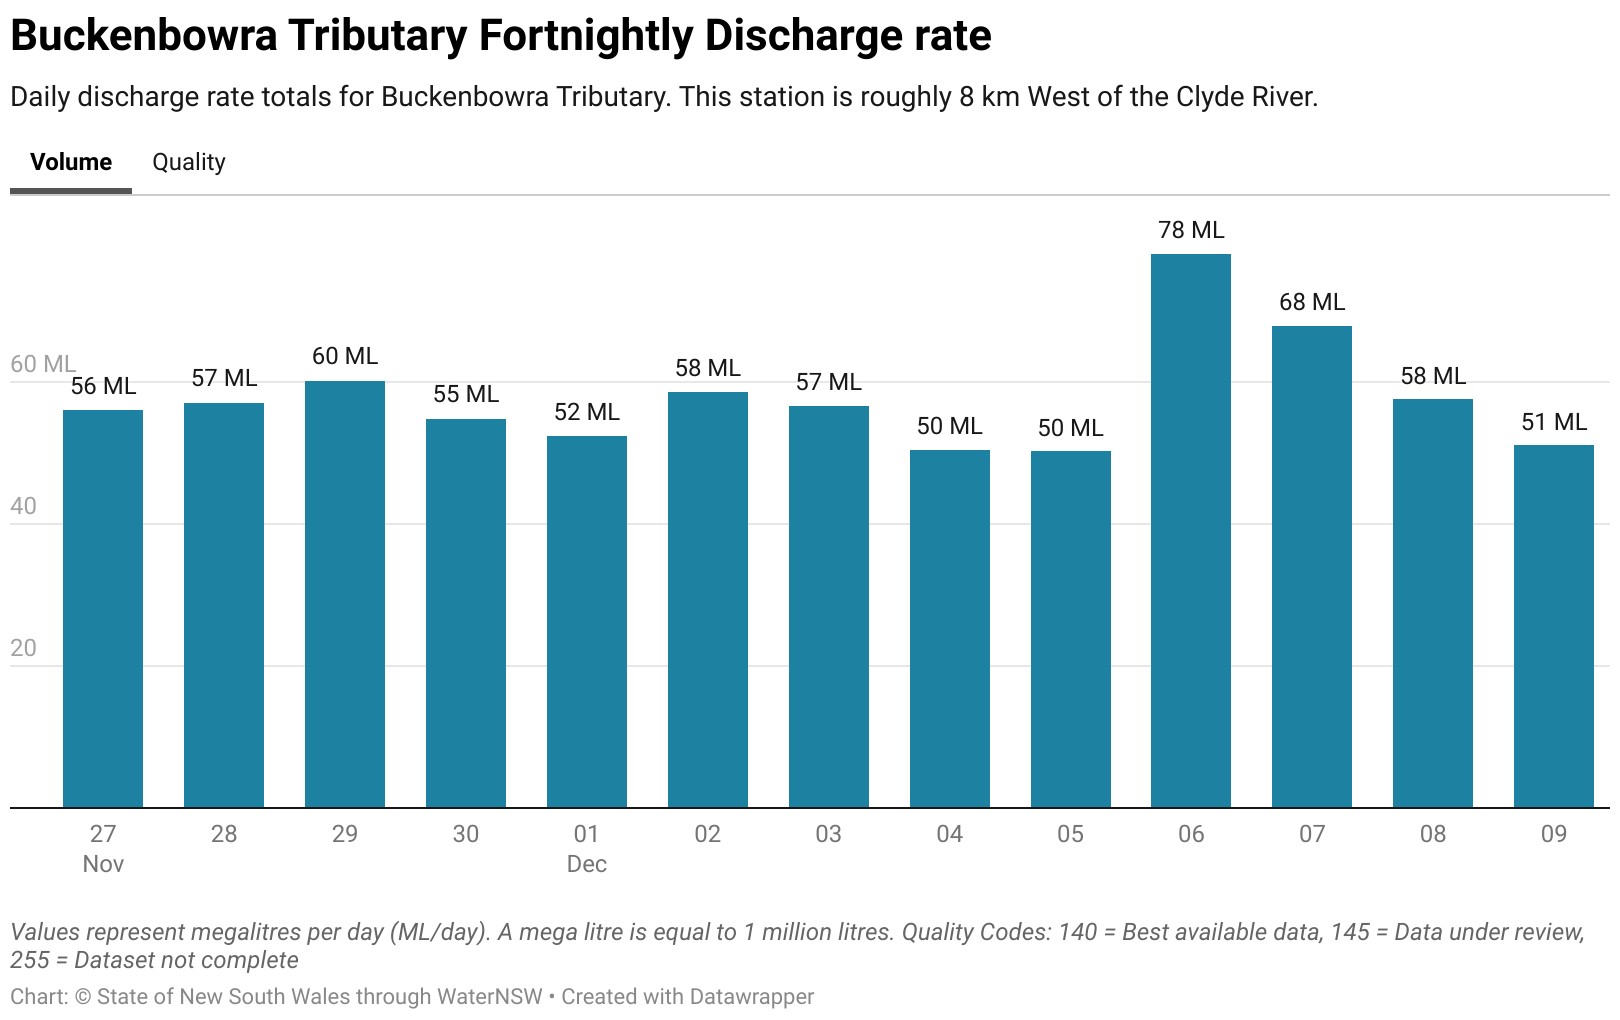 Buckenbowra Tributary Fortnightly Discharge rate
Daily discharge rate totals for Buckenbowra Tributary. This station is roughly 8 km West of the Clyde River.
Volume Quality
78 ML
68 ML
60 ML
56 ML 57 ML 60 ML 55 ML 52 ML 58 ML 57 ML 50 ML 50 ML 58 ML 51 ML
40
20
27 28 29 30 01 02 03 04 05 06 07 08 09
Nov Dec
Values represent megalitres per day (ML/day). A mega litre is equal to 1 million litres. Quality Codes: 140 = Best available data, 145 = Data under review,
255 = Dataset not complete
Chart: © State of New South Wales through WaterNSW • Created with Datawrapper